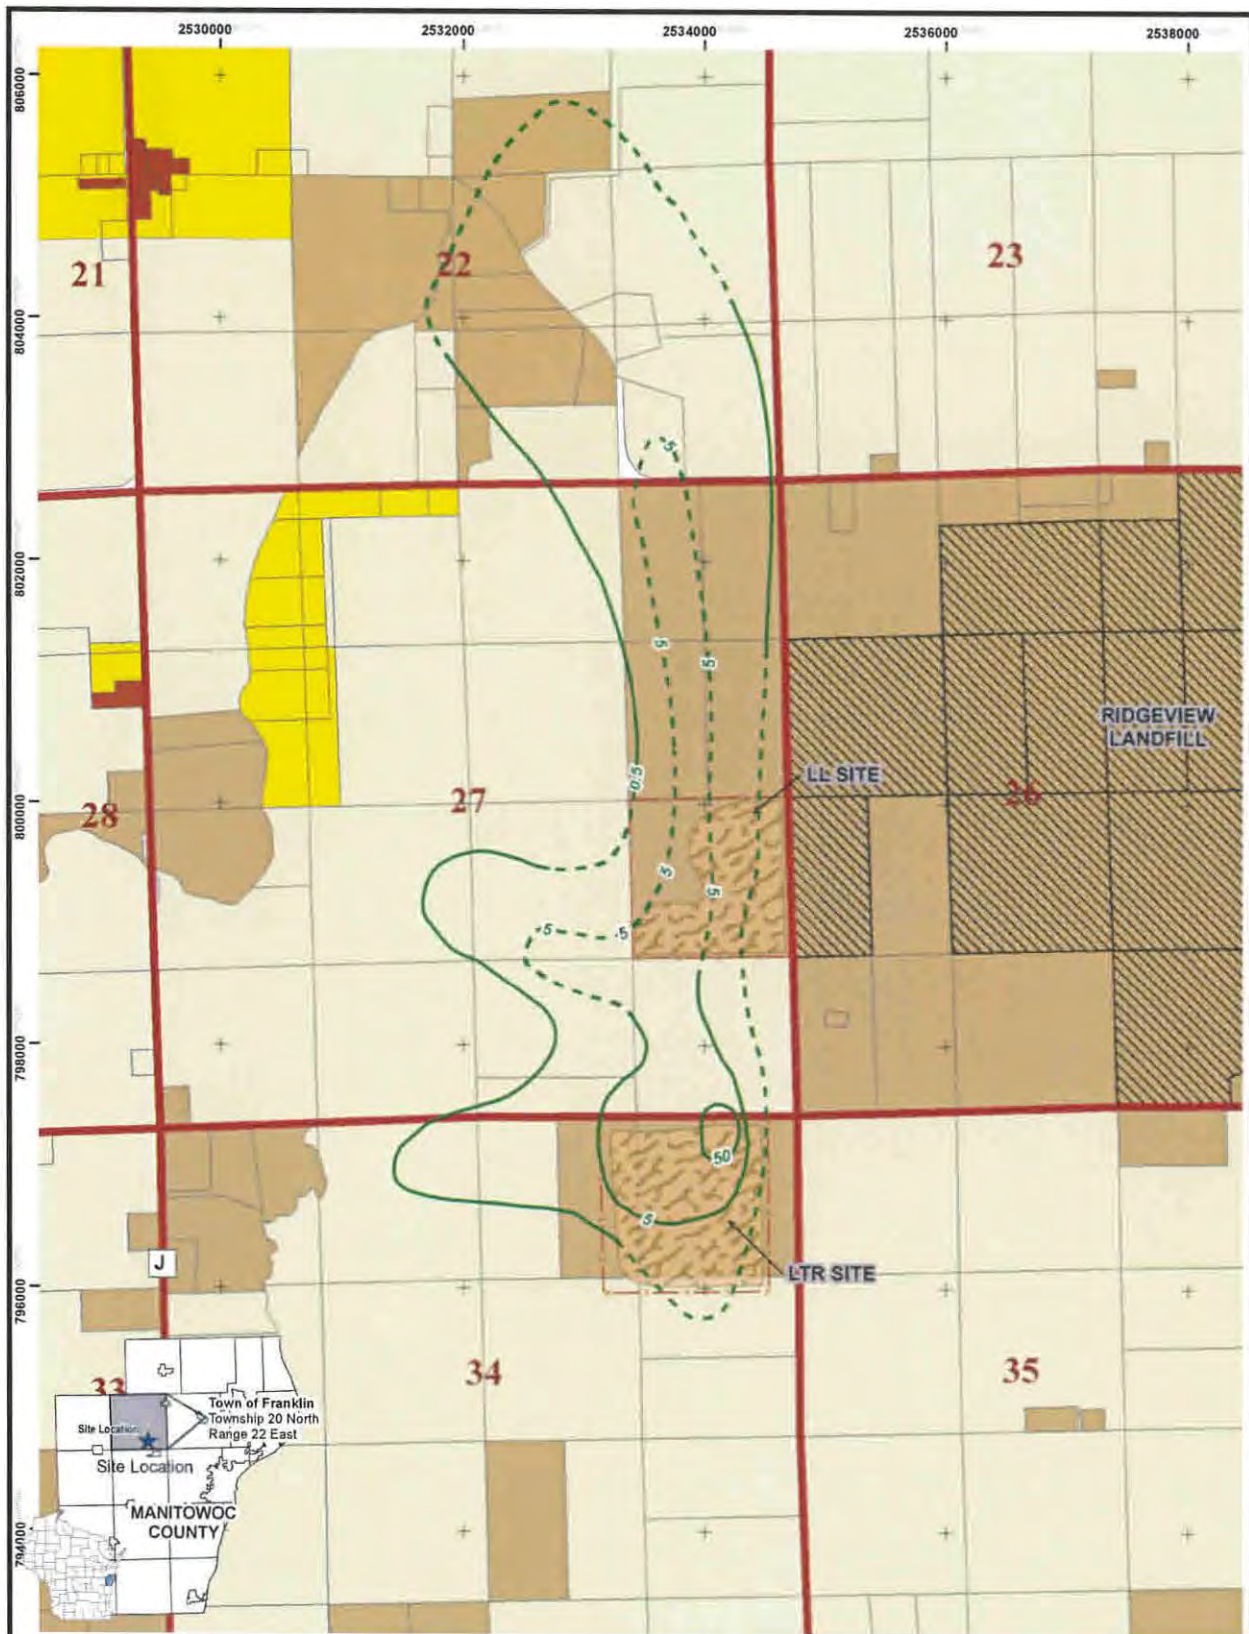 2530000
2532000
2534000
2536000
2538000
806000
804000
802000
800000
798000
796000
794000
21
22
23
5
5
5
RIDGEVIEW
LANDFILL
LL SITE
0.5
27
26
28
5
5
5
5
50
5
J
LTR SITE
34
35
33
Town of Franklin
Township 20 North
Range 22 East
Site Location
Site Location
MANITOWOC
COUNTY